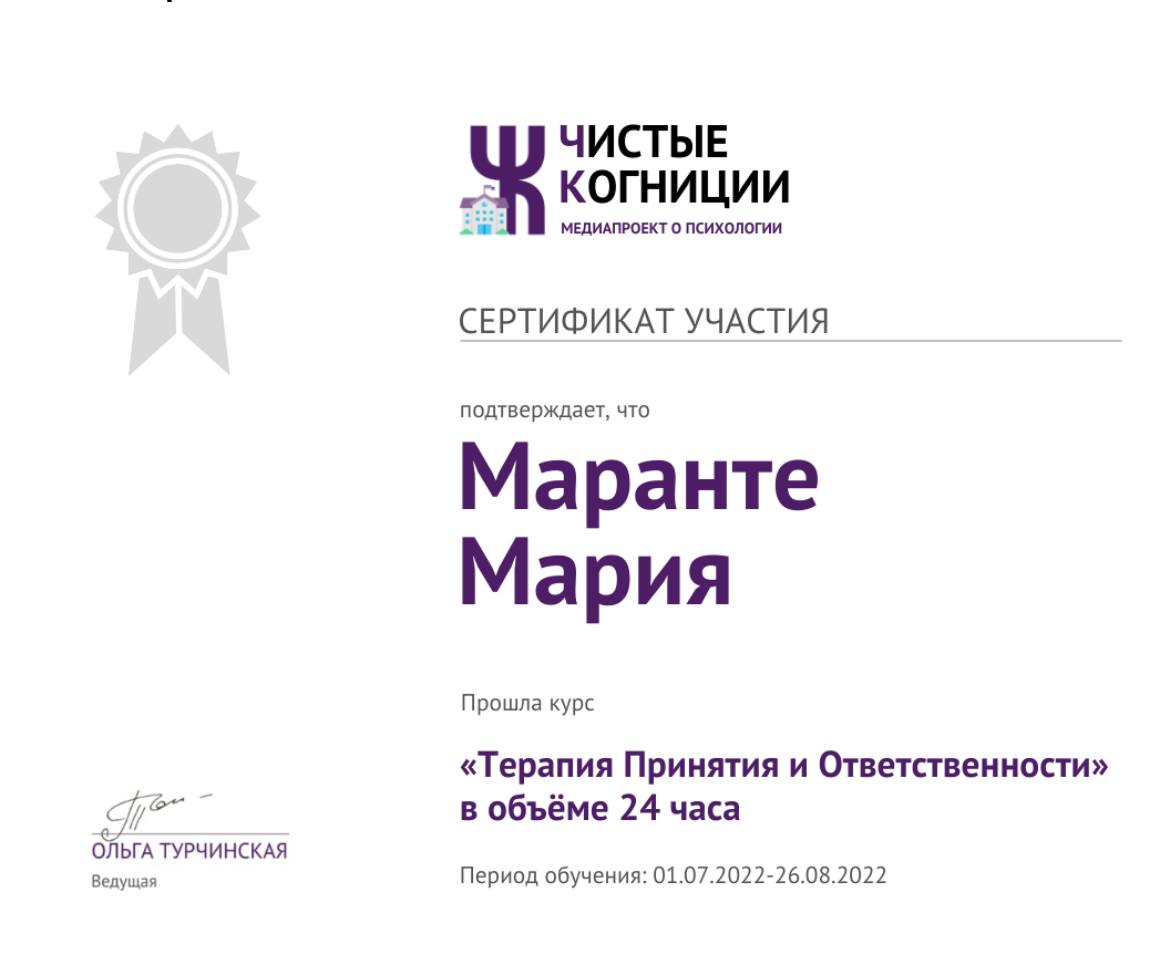 ЧИСТЫЕ
КОГНИЦИИ
МЕДИАПРОЕКТ О ПСИХОЛОГИИ
СЕРТИФИКАТ УЧАСТИЯ
подтверждает, что
Маранте
Мария
Прошла курс
«Терапия Принятия и Ответственности»
в объёме 24 часа
Период обучения: 01.07.2022-26.08.2022
ОЛЬГА ТУРЧИНСКАЯ
Ведущая